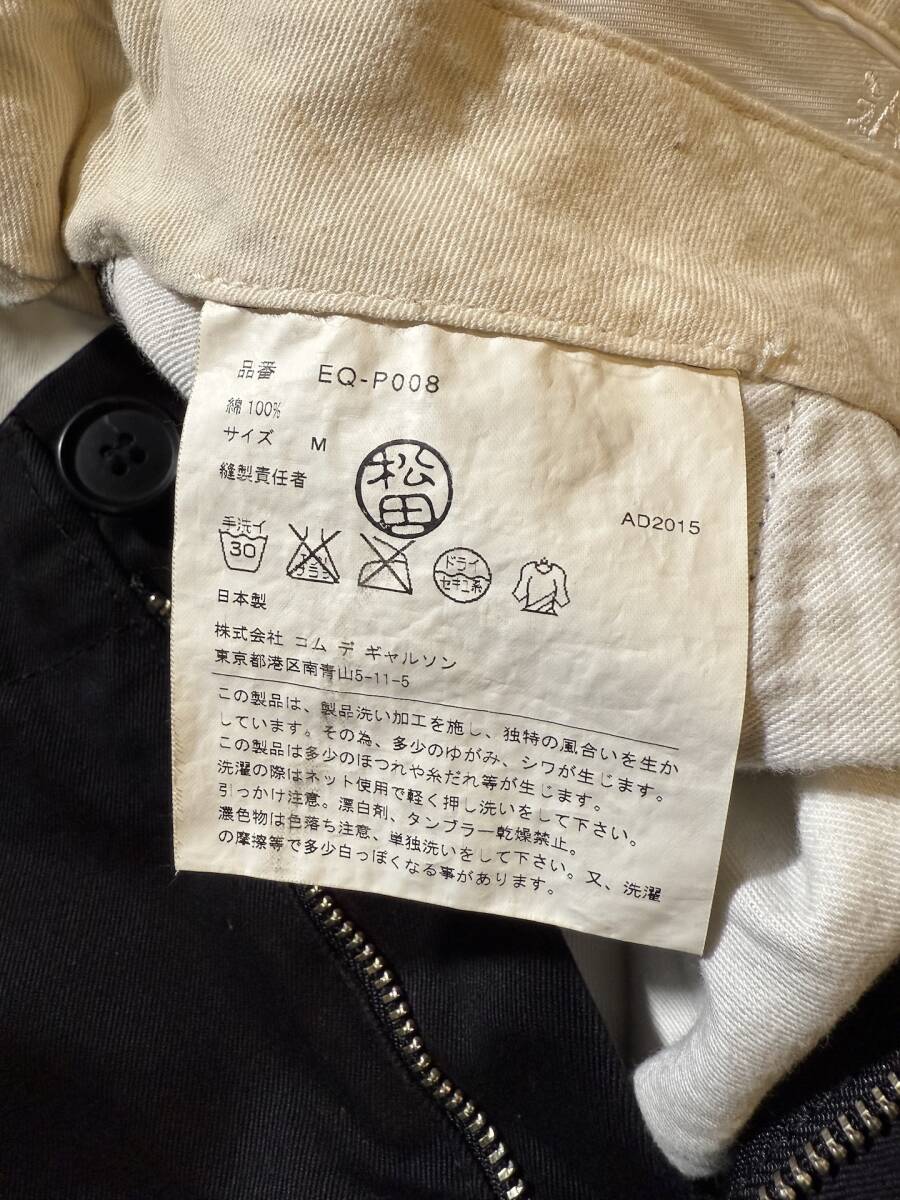 品番 EQ-P008
綿 100%
サイズ M
縫製責任者 松田
AD2015
手洗イ
30
ドライ
セキユ系
日本製
株式会社 コム デ ギャルソン
東京都港区南青山5-11-5
この製品は、製品洗い加工を施し、独特の風合いを生か
しています。その為、多少のゆがみ、シワが生じます。
この製品は多少のほつれや糸だれ等が生じます。
洗濯の際はネット使用で軽く押し洗いをして下さい。
引っかけ注意。漂白剤、タンブラー乾燥禁止。
濃色物は色落ち注意、単独洗いをして下さい。又、洗濯
の摩擦等で多少白っぽくなる事があります。